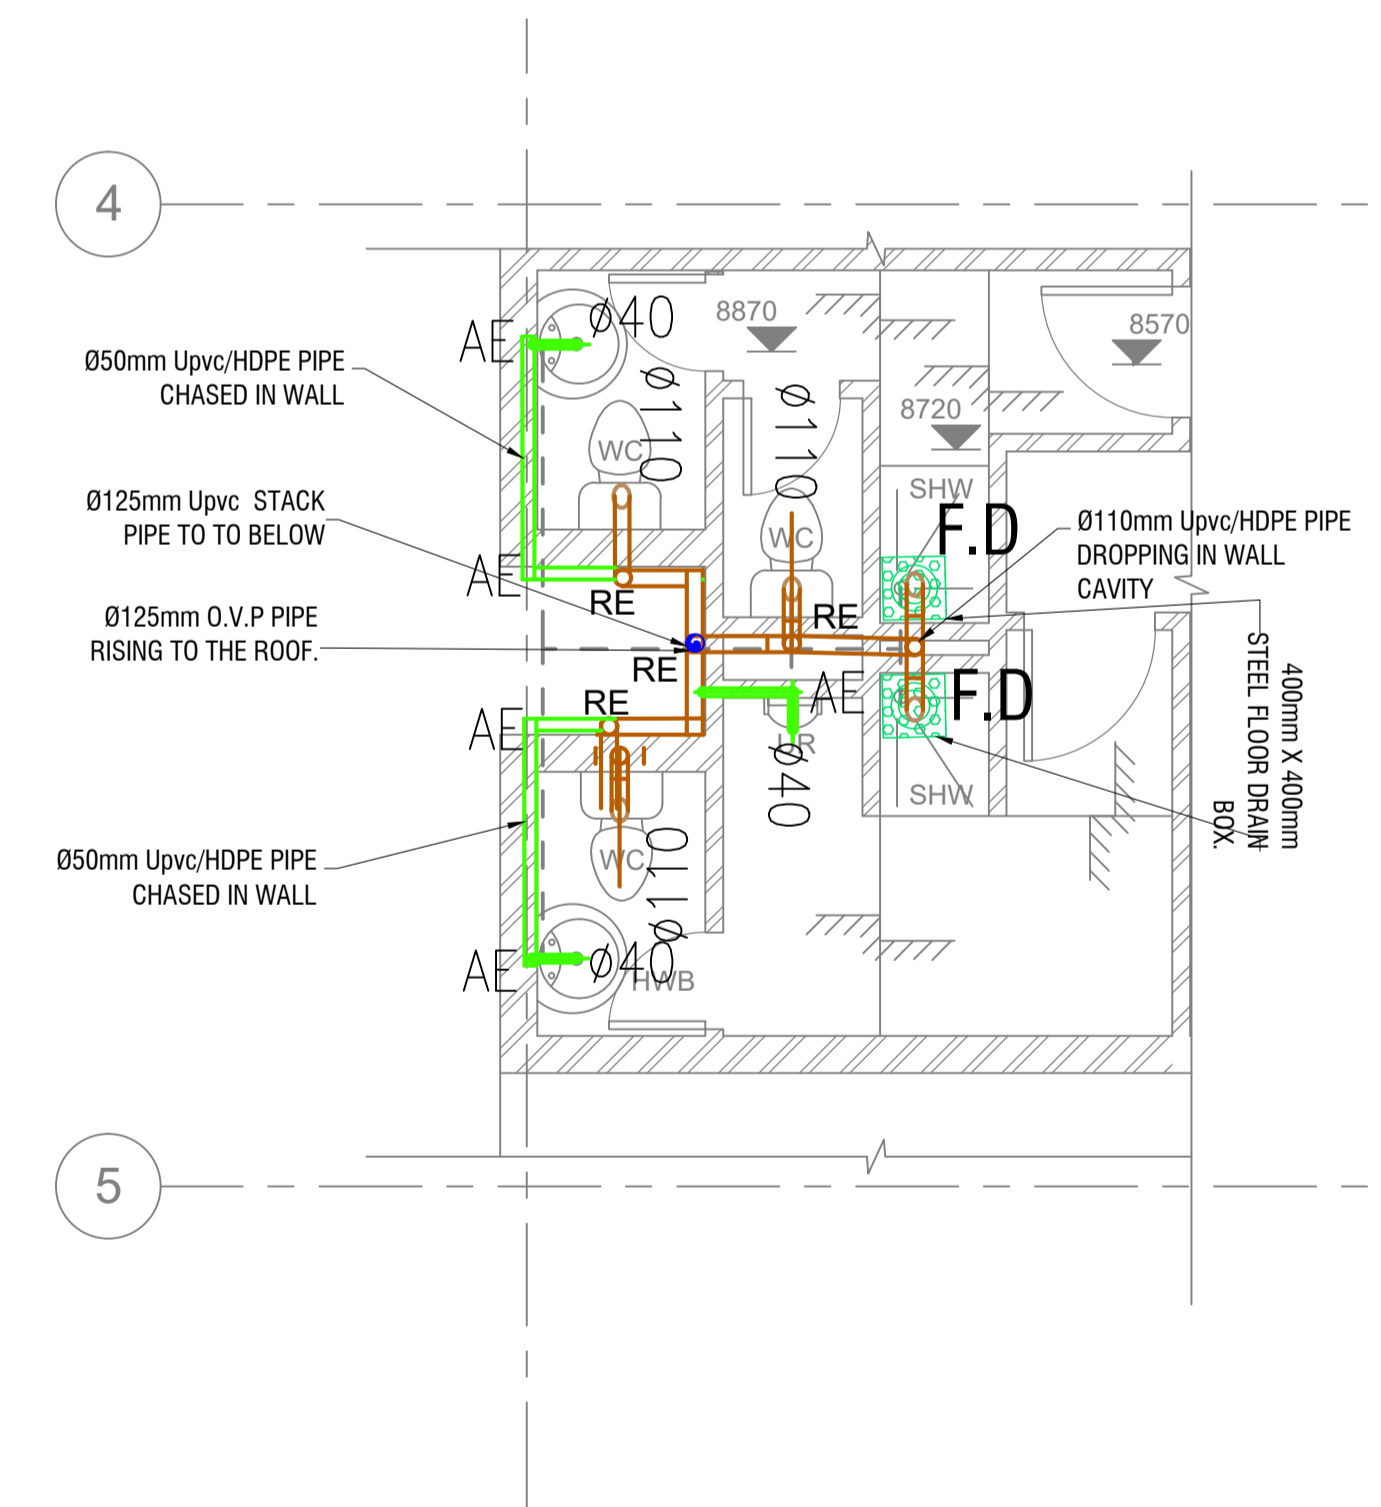 4
Ø50mm Upvc/HDPE PIPE
CHASED IN WALL
Ø125mm Upvc STACK
PIPE TO TO BELOW
Ø125mm O.V.P PIPE
RISING TO THE ROOF.
Ø50mm Upvc/HDPE PIPE
CHASED IN WALL
5
AE
ø40
8870
8570
ø110
ø110
8720
WC
SHW
F.D
WC
Ø110mm Upvc/HDPE PIPE
DROPPING IN WALL
CAVITY
AE
RE
RE
RE
RE
AE
F.D
AE
UR
ø40
SHW
400mm X 400mm
STEEL FLOOR DRAIN
BOX.
WC
ø110
AE
ø40
HWB